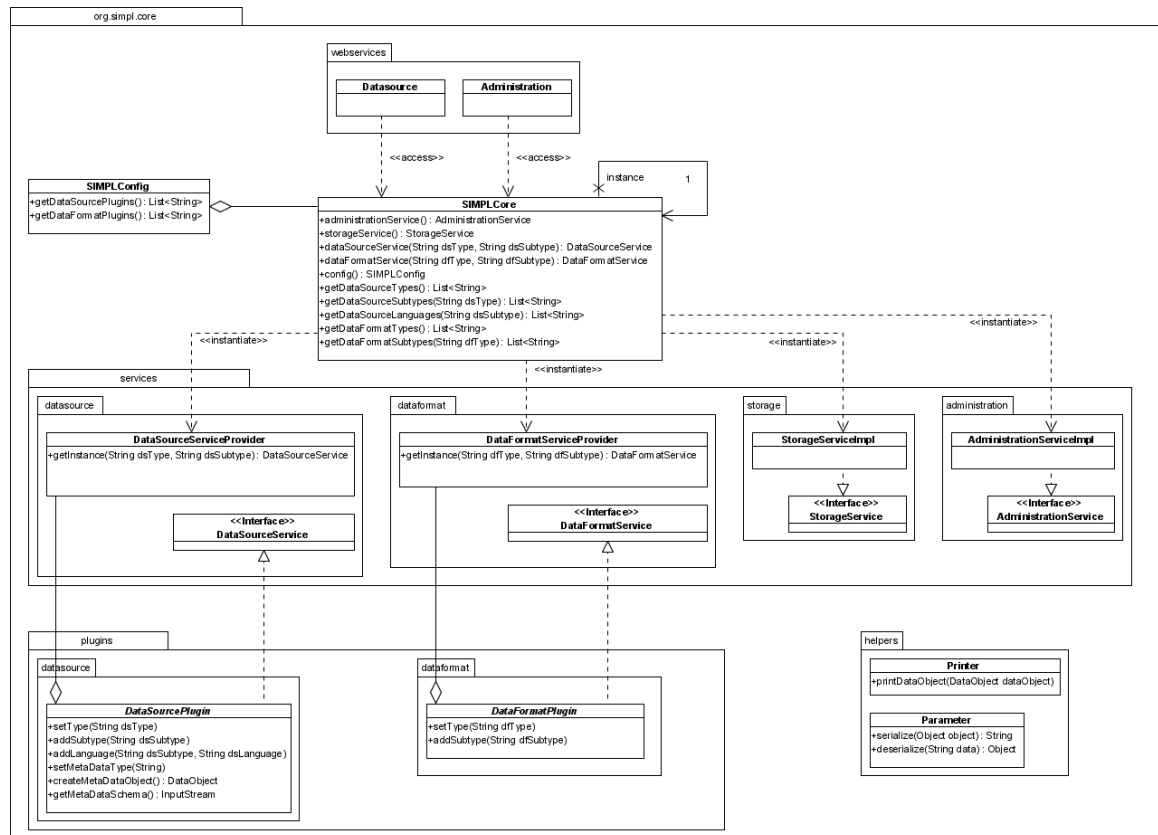 org.simpl.core
webservices
Datasource
Administration
<<access>>
<<access>>
instance
1
SIMPLConfig
+getDataSourcePlugins() : List<String>
+getDataFormatPlugins() : List<String>
SIMPLCore
+administrationService() : AdministrationService
+storageService() : StorageService
+dataSourceService(String dsType, String dsSubtype) : DataSourceService
+dataFormatService(String dfType, String dfSubtype) : DataFormatService
+config() : SIMPLConfig
+getDataSourceTypes() : List<String>
+getDataSourceSubtypes(String dsType) : List<String>
+getDataSourceLanguages(String dsSubtype) : List<String>
+getDataFormatTypes() : List<String>
+getDataFormatSubtypes(String dfType) : List<String>
<<instantiate>>
<<instantiate>>
<<instantiate>>
<<instantiate>>
services
datasource
DataSourceServiceProvider
+getInstance(String dsType, String dsSubtype) : DataSourceService
<<Interface>>
DataSourceService
dataformat
DataFormatServiceProvider
+getInstance(String dfType, String dfSubtype) : DataFormatService
<<Interface>>
DataFormatService
storage
StorageServiceImpl
<<Interface>>
StorageService
administration
AdministrationServiceImpl
<<Interface>>
AdministrationService
plugins
datasource
DataSourcePlugin
+setType(String dsType)
+addSubtype(String dsSubtype)
+addLanguage(String dsSubtype, String dsLanguage)
+setMetaDataType(String)
+createMetaDataObject() : DataObject
+getMetaDataSchema() : InputStream
dataformat
DataFormatPlugin
+setType(String dfType)
+addSubtype(String dfSubtype)
helpers
Printer
+printDataObject(DataObject dataObject)
Parameter
+serialize(Object object) : String
+deserialize(String data) : Object